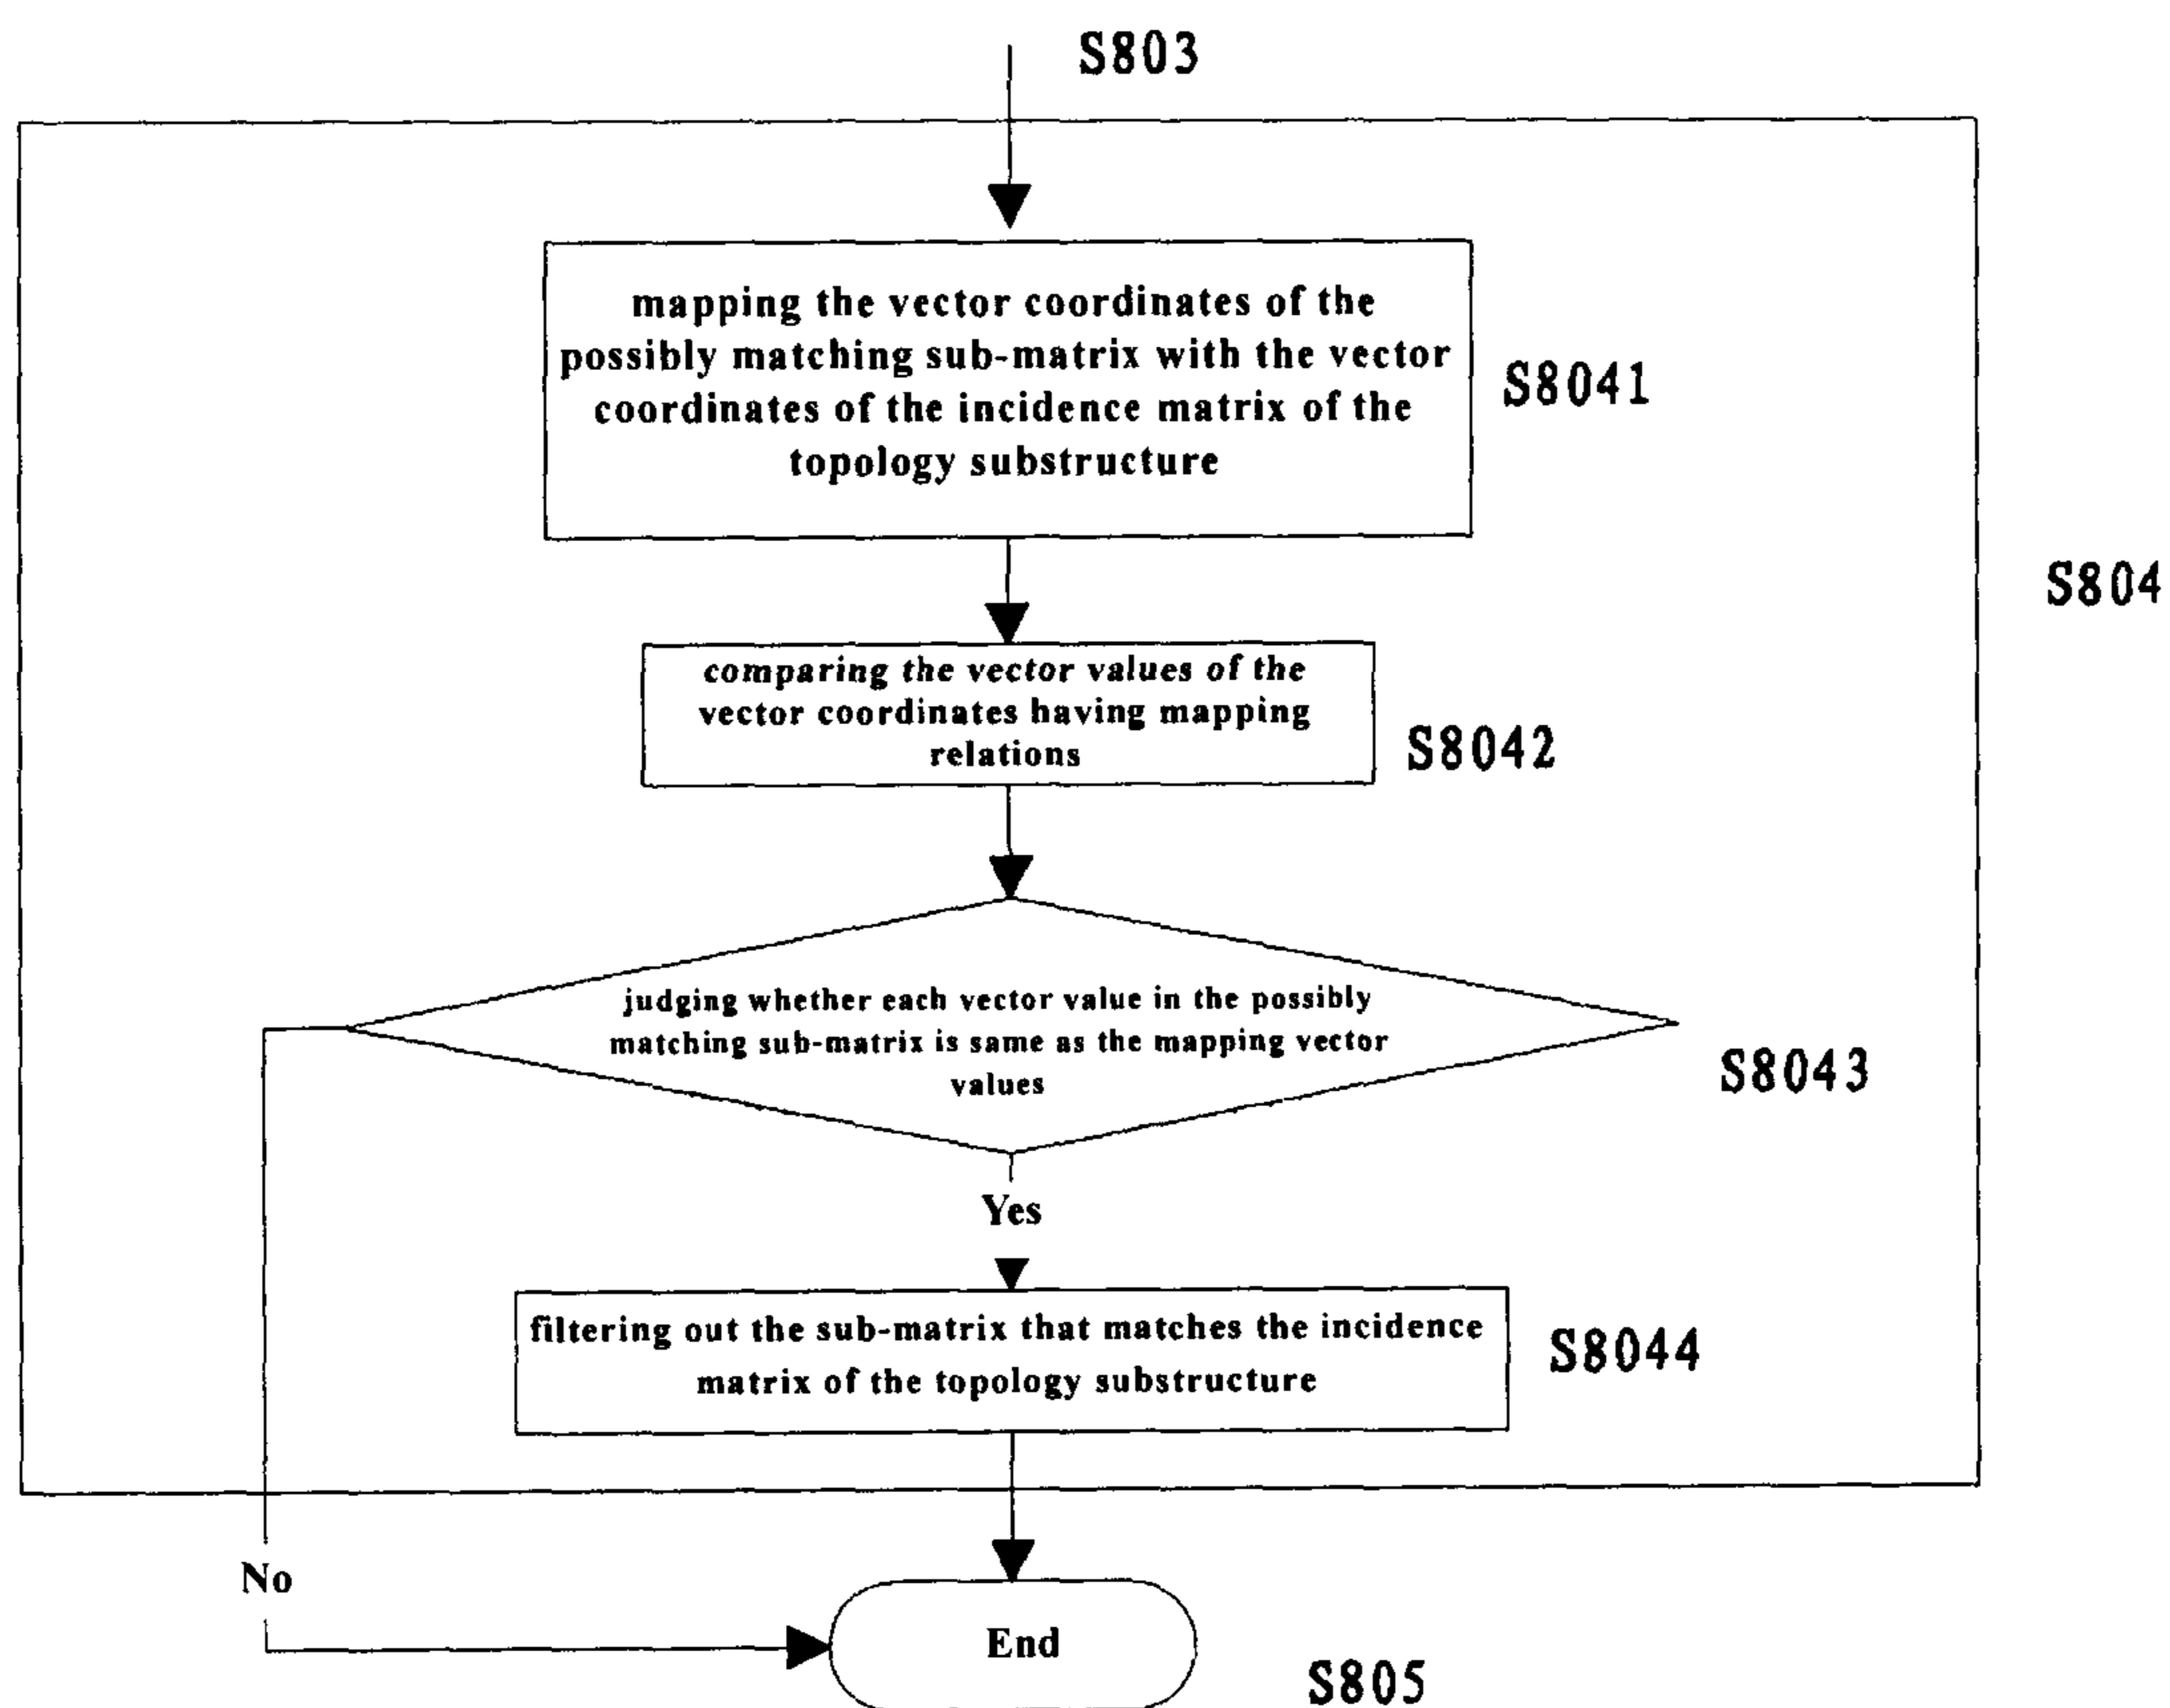 S803
mapping the vector coordinates of the
possibly matching sub-matrix with the vector
coordinates of the incidence matrix of the
topology substructure
S8041
S804
comparing the vector values of the
vector coordinates having mapping
relations
S8042
judging whether each vector value in the possibly
matching sub-matrix is same as the mapping vector
values
S8043
Yes
filtering out the sub-matrix that matches the incidence
matrix of the topology substructure
S8044
No
End
S805